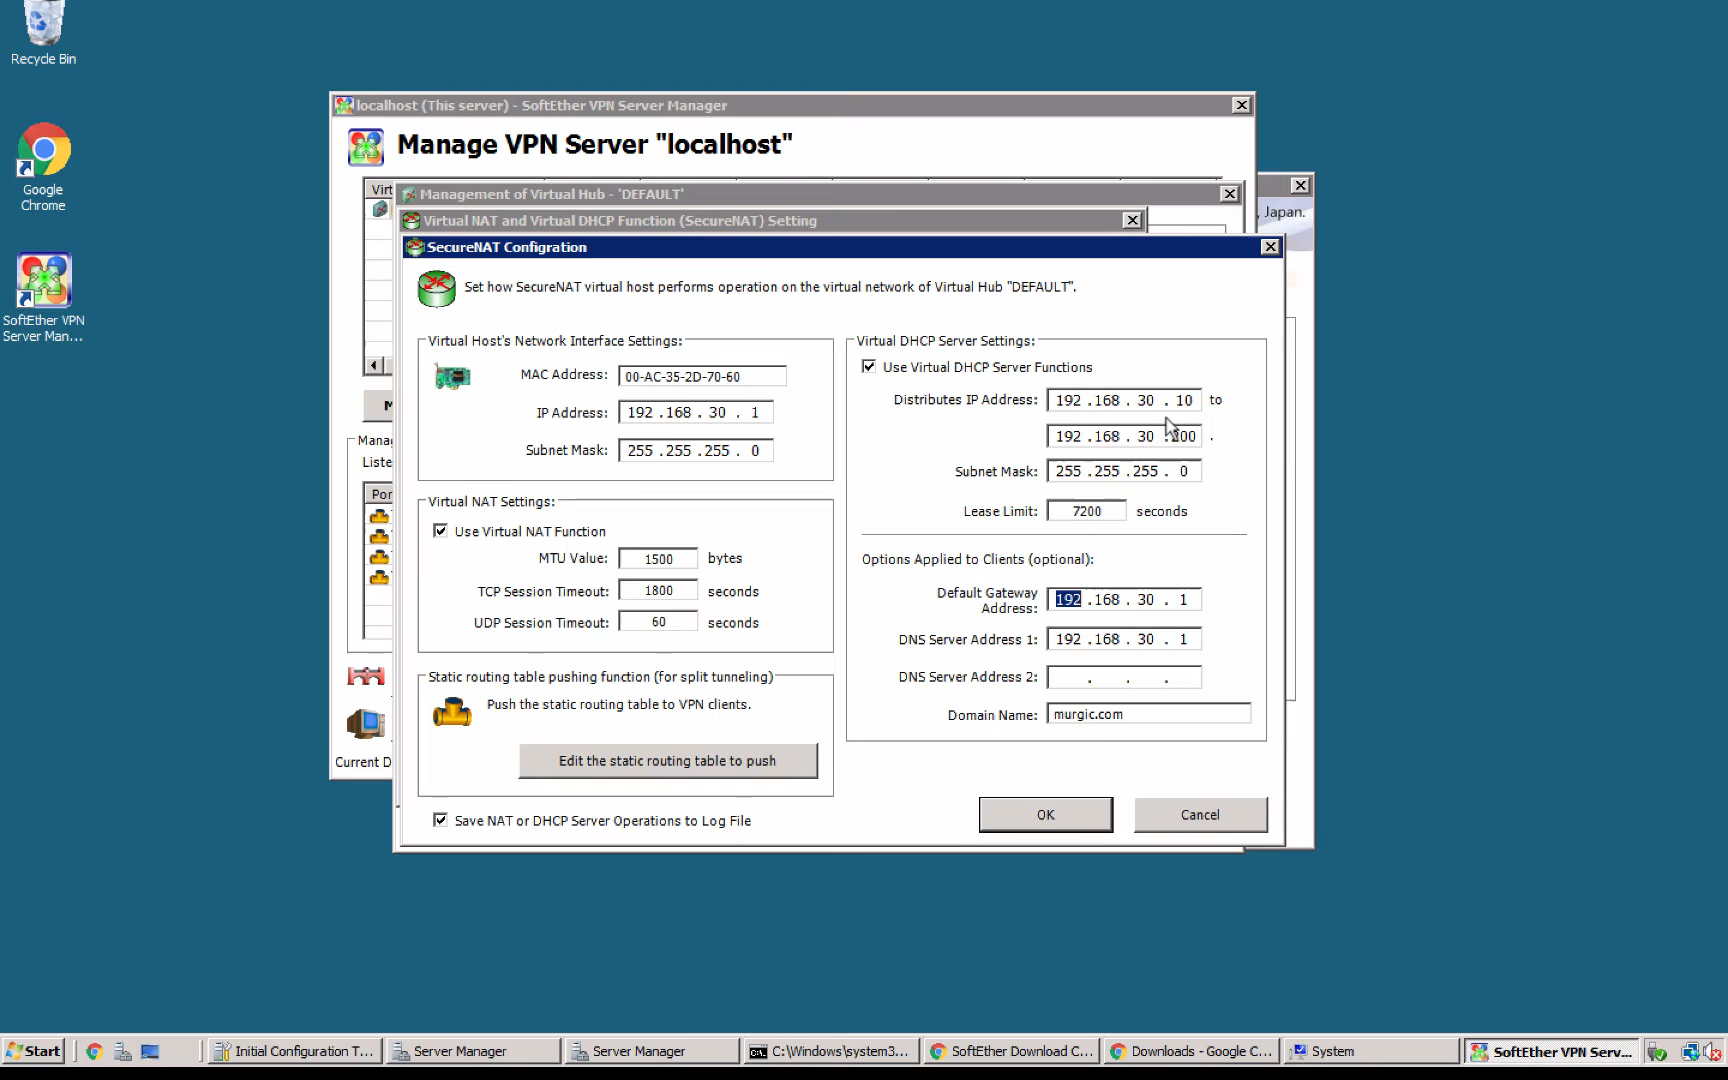 Recycle Bin
Google
Chrome
SoftEther VPN
Server Man...
localhost (This server) - SoftEther VPN Server Manager
Manage VPN Server "localhost"
Virt
Management of Virtual Hub - 'DEFAULT'
, Japan.
Virtual NAT and Virtual DHCP Function (SecureNAT) Setting
SecureNAT Configration
Set how SecureNAT virtual host performs operation on the virtual network of Virtual Hub "DEFAULT".
Virtual Host's Network Interface Settings:
MAC Address: 00-AC-35-2D-70-60
IP Address: 192 .168 . 30 . 1
Subnet Mask: 255 .255 .255 . 0
Virtual NAT Settings:
Use Virtual NAT Function
MTU Value: 1500 bytes
TCP Session Timeout: 1800 seconds
UDP Session Timeout: 60 seconds
Static routing table pushing function (for split tunneling)
Push the static routing table to VPN clients.
Edit the static routing table to push
Save NAT or DHCP Server Operations to Log File
Virtual DHCP Server Settings:
Use Virtual DHCP Server Functions
Distributes IP Address: 192 .168 . 30 . 10 to
192 .168 . 30 .200 .
Subnet Mask: 255 .255 .255 . 0
Lease Limit: 7200 seconds
Options Applied to Clients (optional):
Default Gateway
Address: 192 .168 . 30 . 1
DNS Server Address 1: 192 .168 . 30 . 1
DNS Server Address 2: . . .
Domain Name: murgic.com
OK
Cancel
M
Manag
Liste
Por
Current D
Start
Initial Configuration T...
Server Manager
Server Manager
C:\Windows\system3...
SoftEther Download C...
Downloads - Google C...
System
SoftEther VPN Serv...